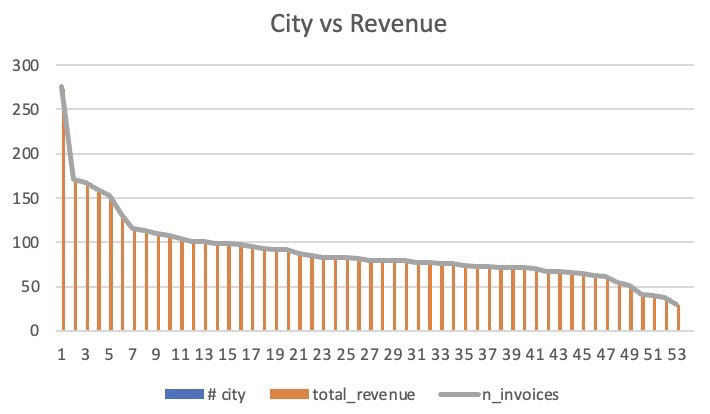 City vs Revenue
300
250
200
150
100
50
0
1 3 5 7 9 11 13 15 17 19 21 23 25 27 29 31 33 35 37 39 41 43 45 47 49 51 53
# city total_revenue n_invoices